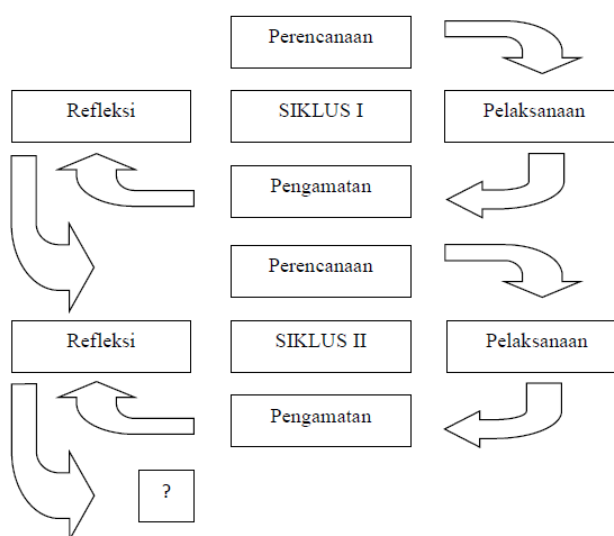 Perencanaan
Refleksi
SIKLUS I
Pelaksanaan
Pengamatan
Perencanaan
Refleksi
SIKLUS II
Pelaksanaan
Pengamatan
?